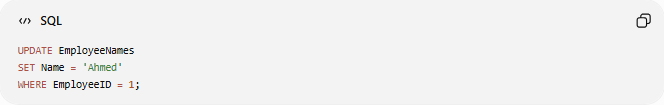 SQL
UPDATE EmployeeNames
SET Name = 'Ahmed'
WHERE EmployeeID = 1;